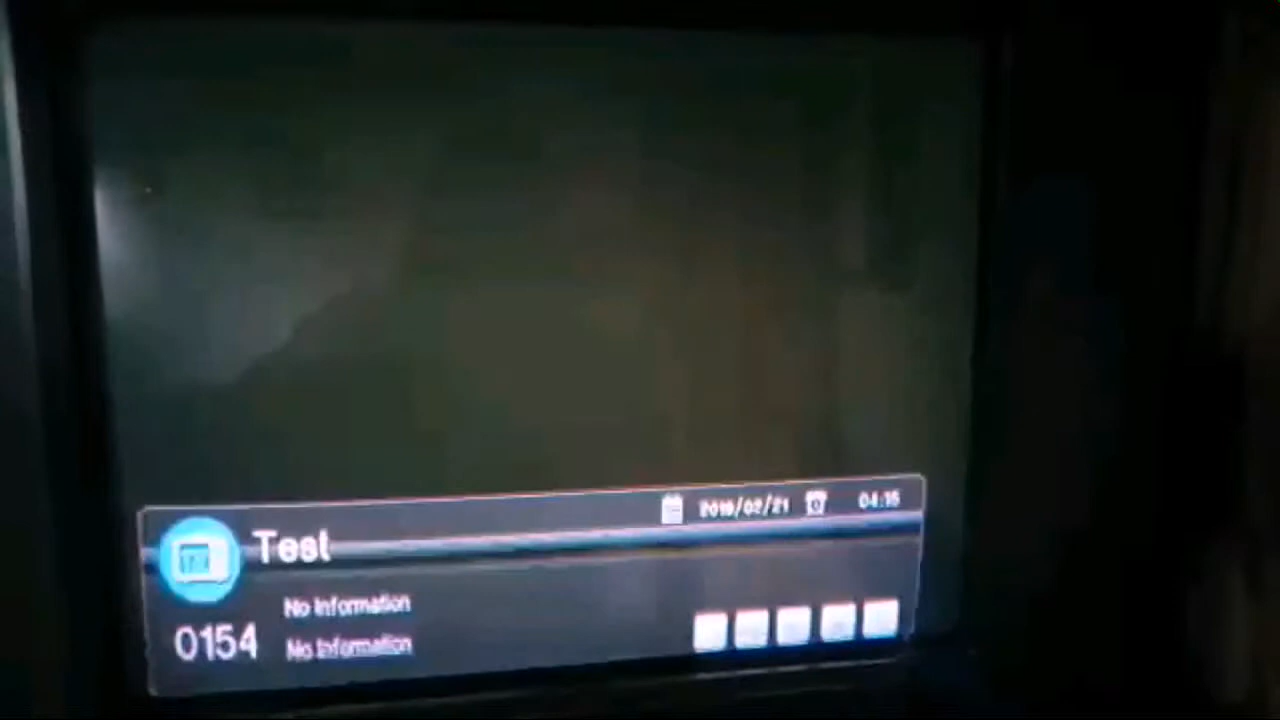 2019/02/21 04:15
Test
No Information
0154 No Information